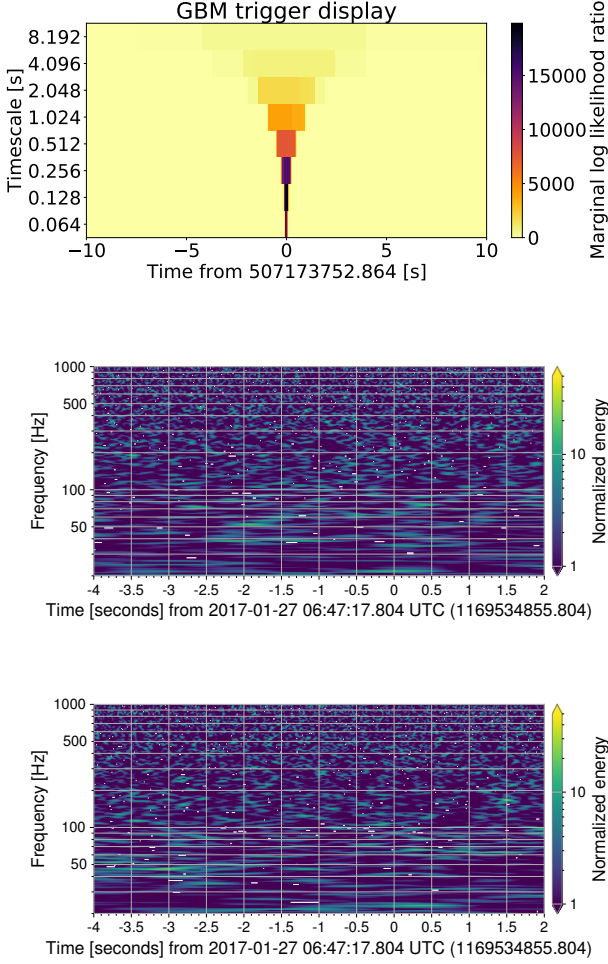 GBM trigger display
Timescale [s]
8.192
4.096
2.048
1.024
0.512
0.256
0.128
0.064
−10 −5 0 5 10
Time from 507173752.864 [s]
15000
10000
5000
0
Marginal log likelihood ratio
Frequency [Hz]
1000
500
100
50
-4 -3.5 -3 -2.5 -2 -1.5 -1 -0.5 0 0.5 1 1.5 2
Time [seconds] from 2017-01-27 06:47:17.804 UTC (1169534855.804)
10
1
Normalized energy
Frequency [Hz]
1000
500
100
50
-4 -3.5 -3 -2.5 -2 -1.5 -1 -0.5 0 0.5 1 1.5 2
Time [seconds] from 2017-01-27 06:47:17.804 UTC (1169534855.804)
10
1
Normalized energy